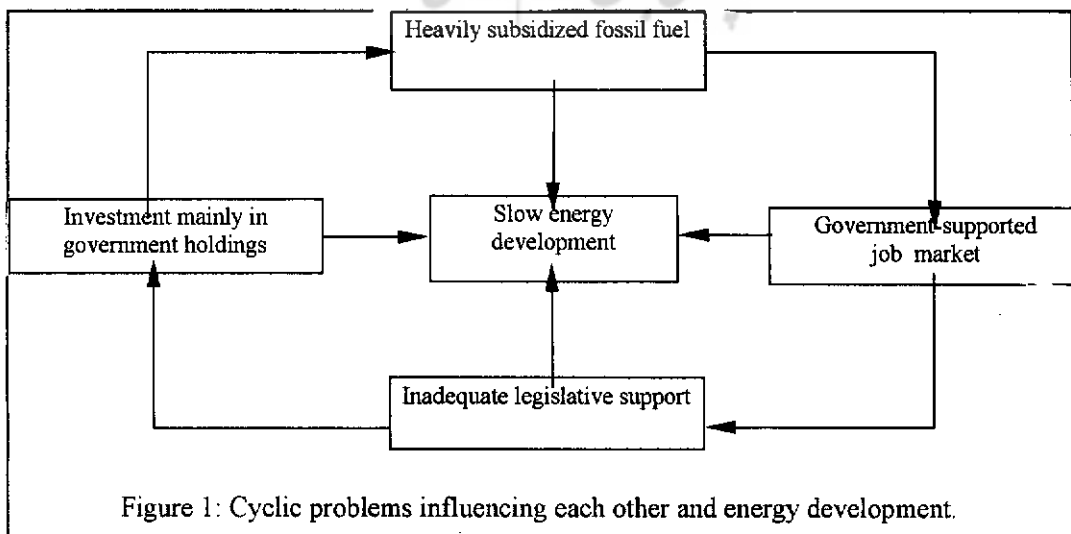 Heavily subsidized fossil fuel
Investment mainly in
government holdings
Slow energy
development
Government-supported
job market
Inadequate legislative support
Figure 1: Cyclic problems influencing each other and energy development.